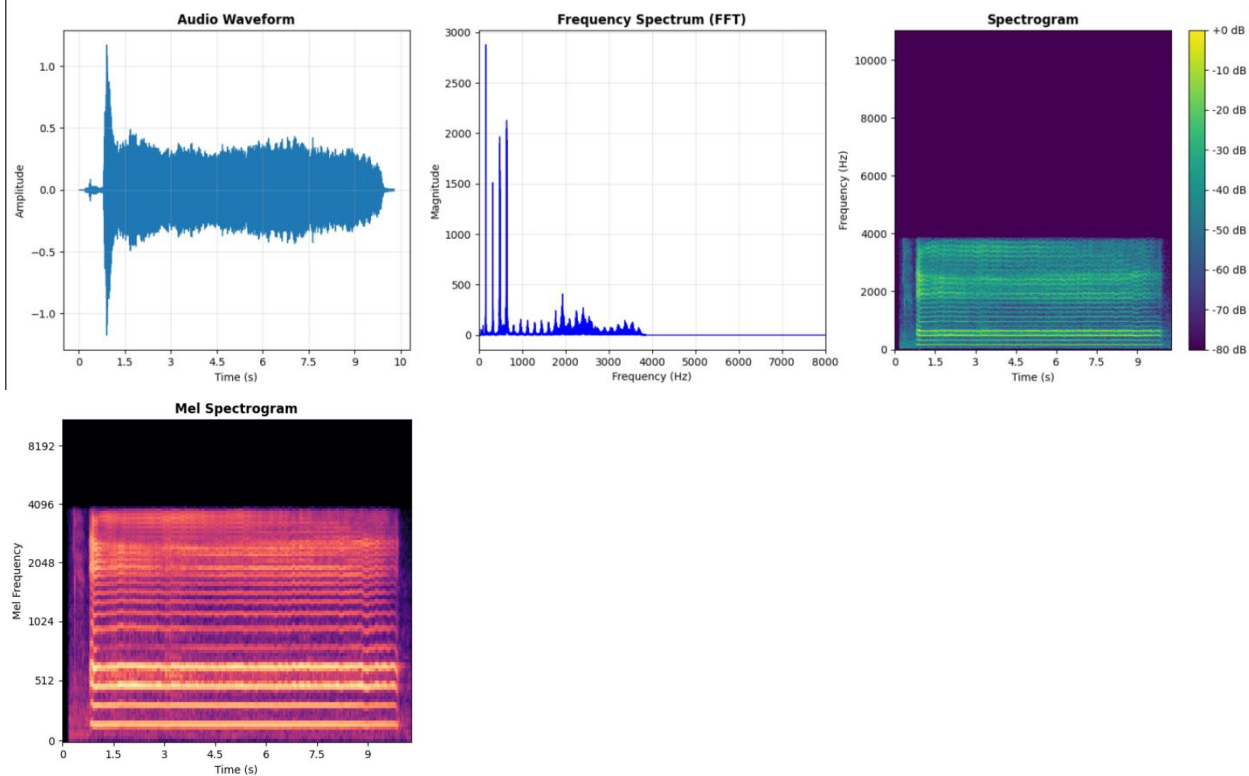 Audio Waveform
1.0
0.5
0.0
−0.5
−1.0
Amplitude
0 1.5 3 4.5 6 7.5 9 10
Time (s)
Frequency Spectrum (FFT)
3000
2500
2000
1500
1000
500
0
Magnitude
0 1000 2000 3000 4000 5000 6000 7000 8000
Frequency (Hz)
Spectrogram
10000
8000
6000
4000
2000
0
Frequency (Hz)
0 1.5 3 4.5 6 7.5 9
Time (s)
+0 dB
-10 dB
-20 dB
-30 dB
-40 dB
-50 dB
-60 dB
-70 dB
-80 dB
Mel Spectrogram
8192
4096
2048
1024
512
0
Mel Frequency
0 1.5 3 4.5 6 7.5 9
Time (s)